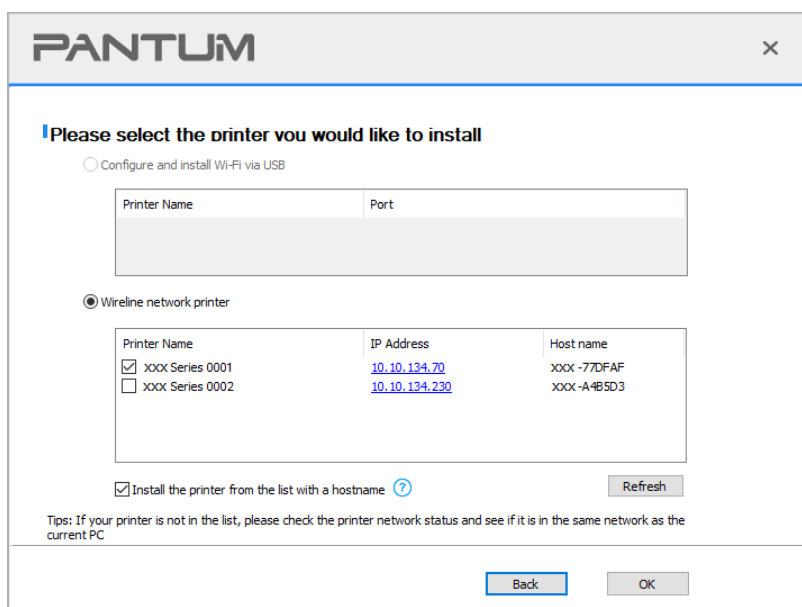 PANTUM
Please select the printer you would like to install
Configure and install Wi-Fi via USB
Printer Name Port
Wireline network printer
Printer Name IP Address Host name
XXX Series 0001 10.10.134.70 XXX -77DFAF
XXX Series 0002 10.10.134.230 XXX -A4B5D3
Install the printer from the list with a hostname ? Refresh
Tips: If your printer is not in the list, please check the printer network status and see if it is in the same network as the
current PC
Back OK